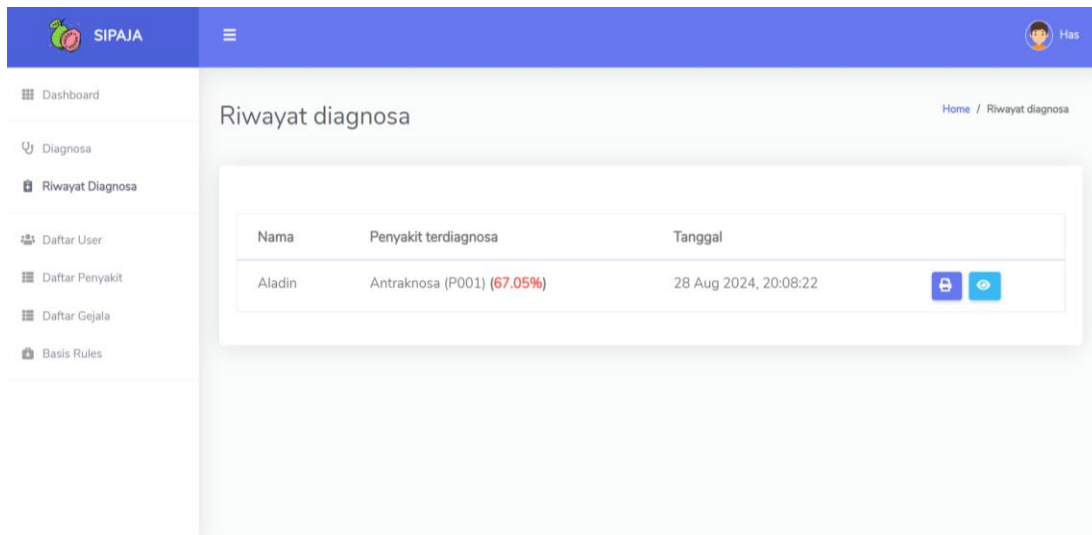 SIPAJA
Has
Dashboard
Diagnosa
Riwayat Diagnosa
Daftar User
Daftar Penyakit
Daftar Gejala
Basis Rules
Riwayat diagnosa
Home / Riwayat diagnosa
Nama Penyakit terdiagnosa Tanggal
Aladin Antraknosa (P001) (67.05%) 28 Aug 2024, 20:08:22